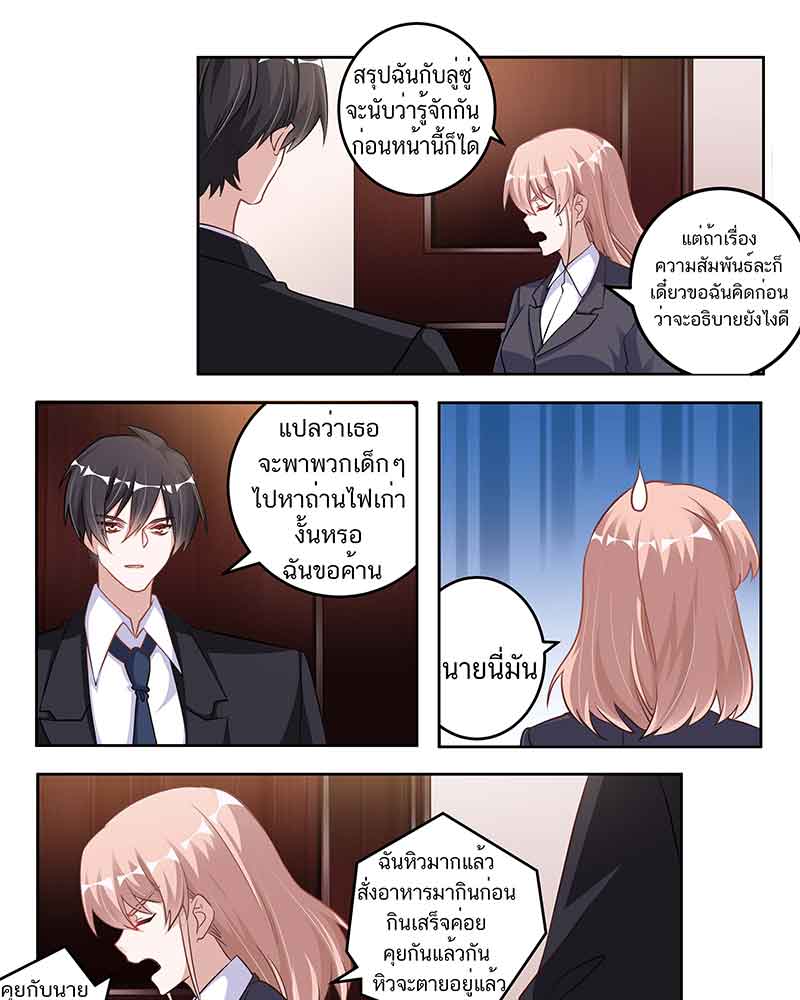 สรุปฉันกับลู่ซู่
จะนับว่ารู้จักกัน
ก่อนหน้านี้ก็ได้
แต่ถ้าเรื่อง
ความสัมพันธ์ละก็
เดี๋ยวขอฉันคิดก่อน
ว่าจะอธิบายยังไงดี
แปลว่าเธอ
จะพาพวกเด็กๆ
ไปหาถ่านไฟเก่า
งั้นหรอ
ฉันขอค้าน
นายนี่มัน
ฉันหิวมากแล้ว
สั่งอาหารมากินก่อน
กินเสร็จค่อย
คุยกันแล้วกัน
หิวจะตายอยู่แล้ว
คุยกับนาย